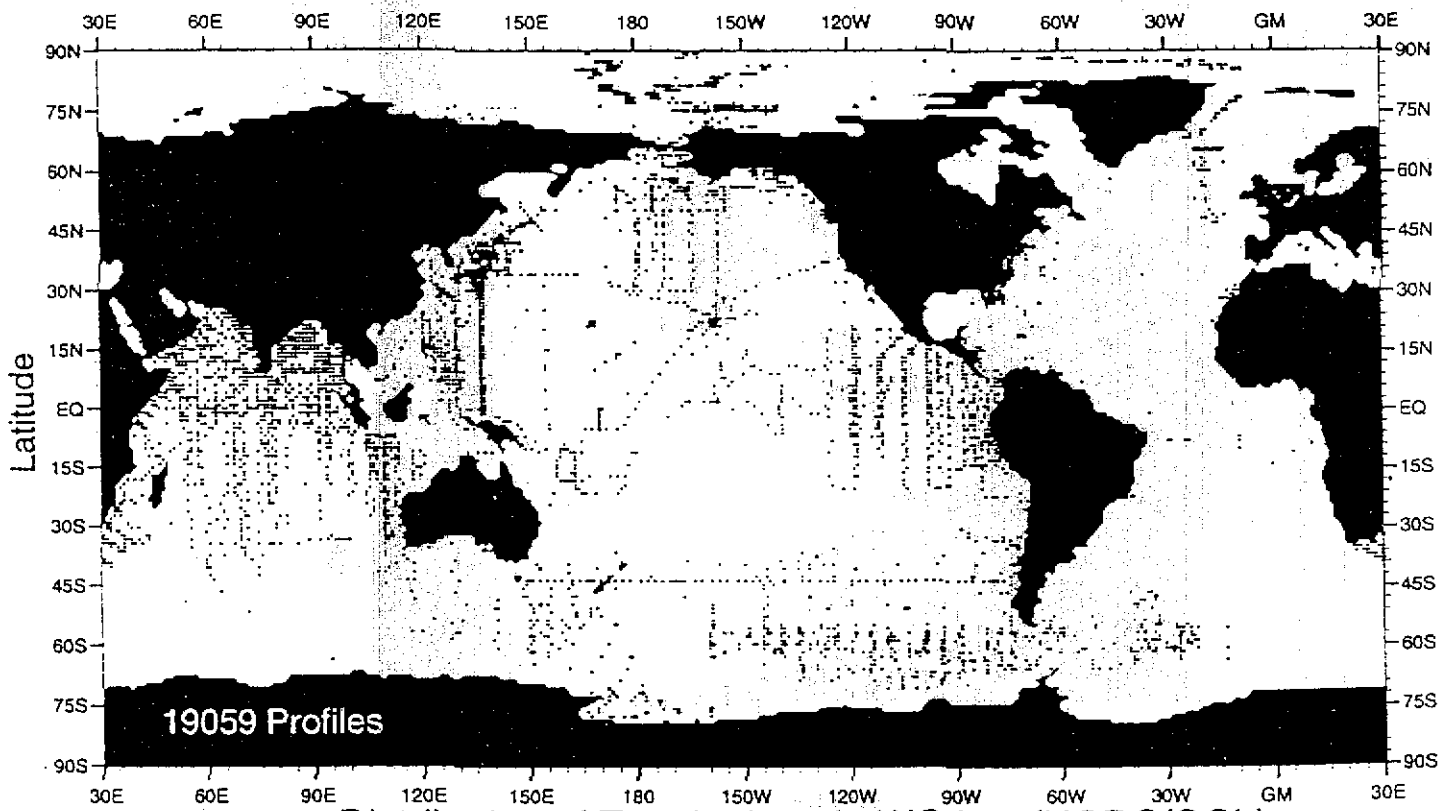 30E 60E 90E 120E 150E 180 150W 120W 90W 60W 30W GM 30E
90N 90N
75N 75N
60N 60N
45N 45N
30N 30N
15N 15N
EQ EQ
15S 15S
30S 30S
45S 45S
60S 60S
75S 75S
90S 90S
Latitude
19059 Profiles
30E 60E 90E 120E 150E 180 150W 120W 90W 60W 30W GM 30E